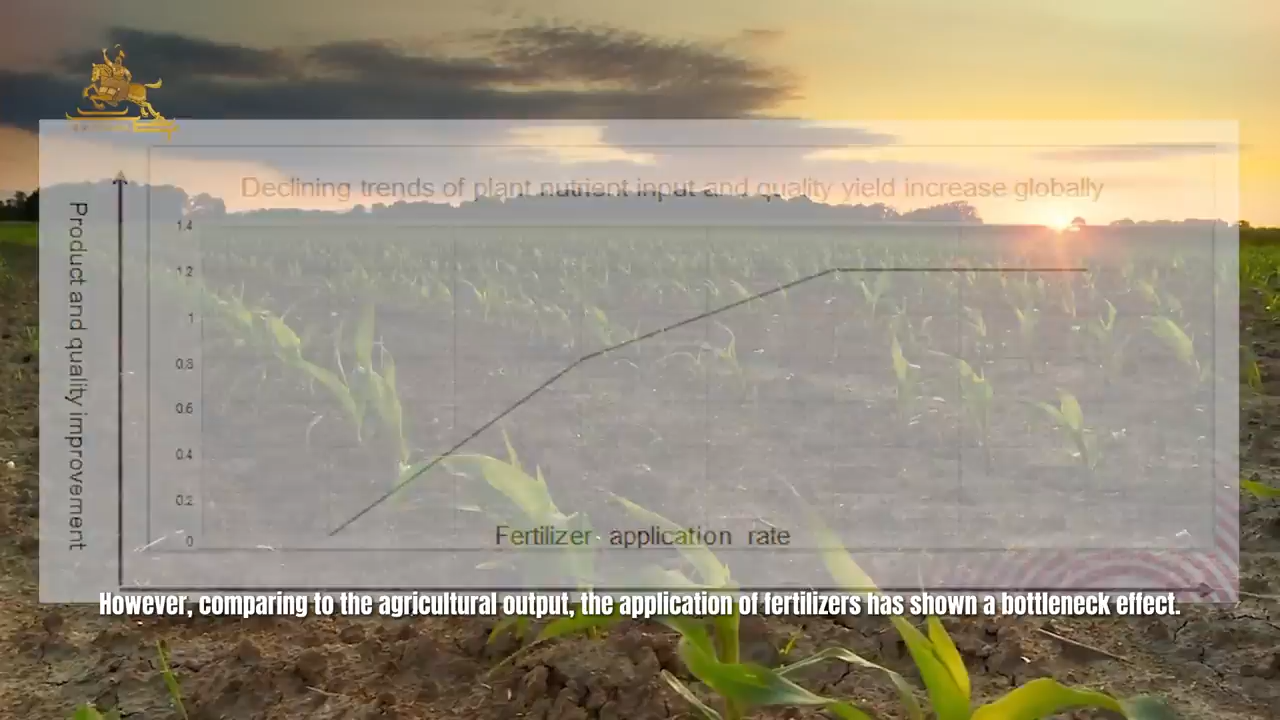 Declining trends of plant nutrient input and quality yield increase globally
Product and quality improvement
1.4
1.2
1
0.8
0.6
0.4
0.2
0
Fertilizer application rate
However, comparing to the agricultural output, the application of fertilizers has shown a bottleneck effect.